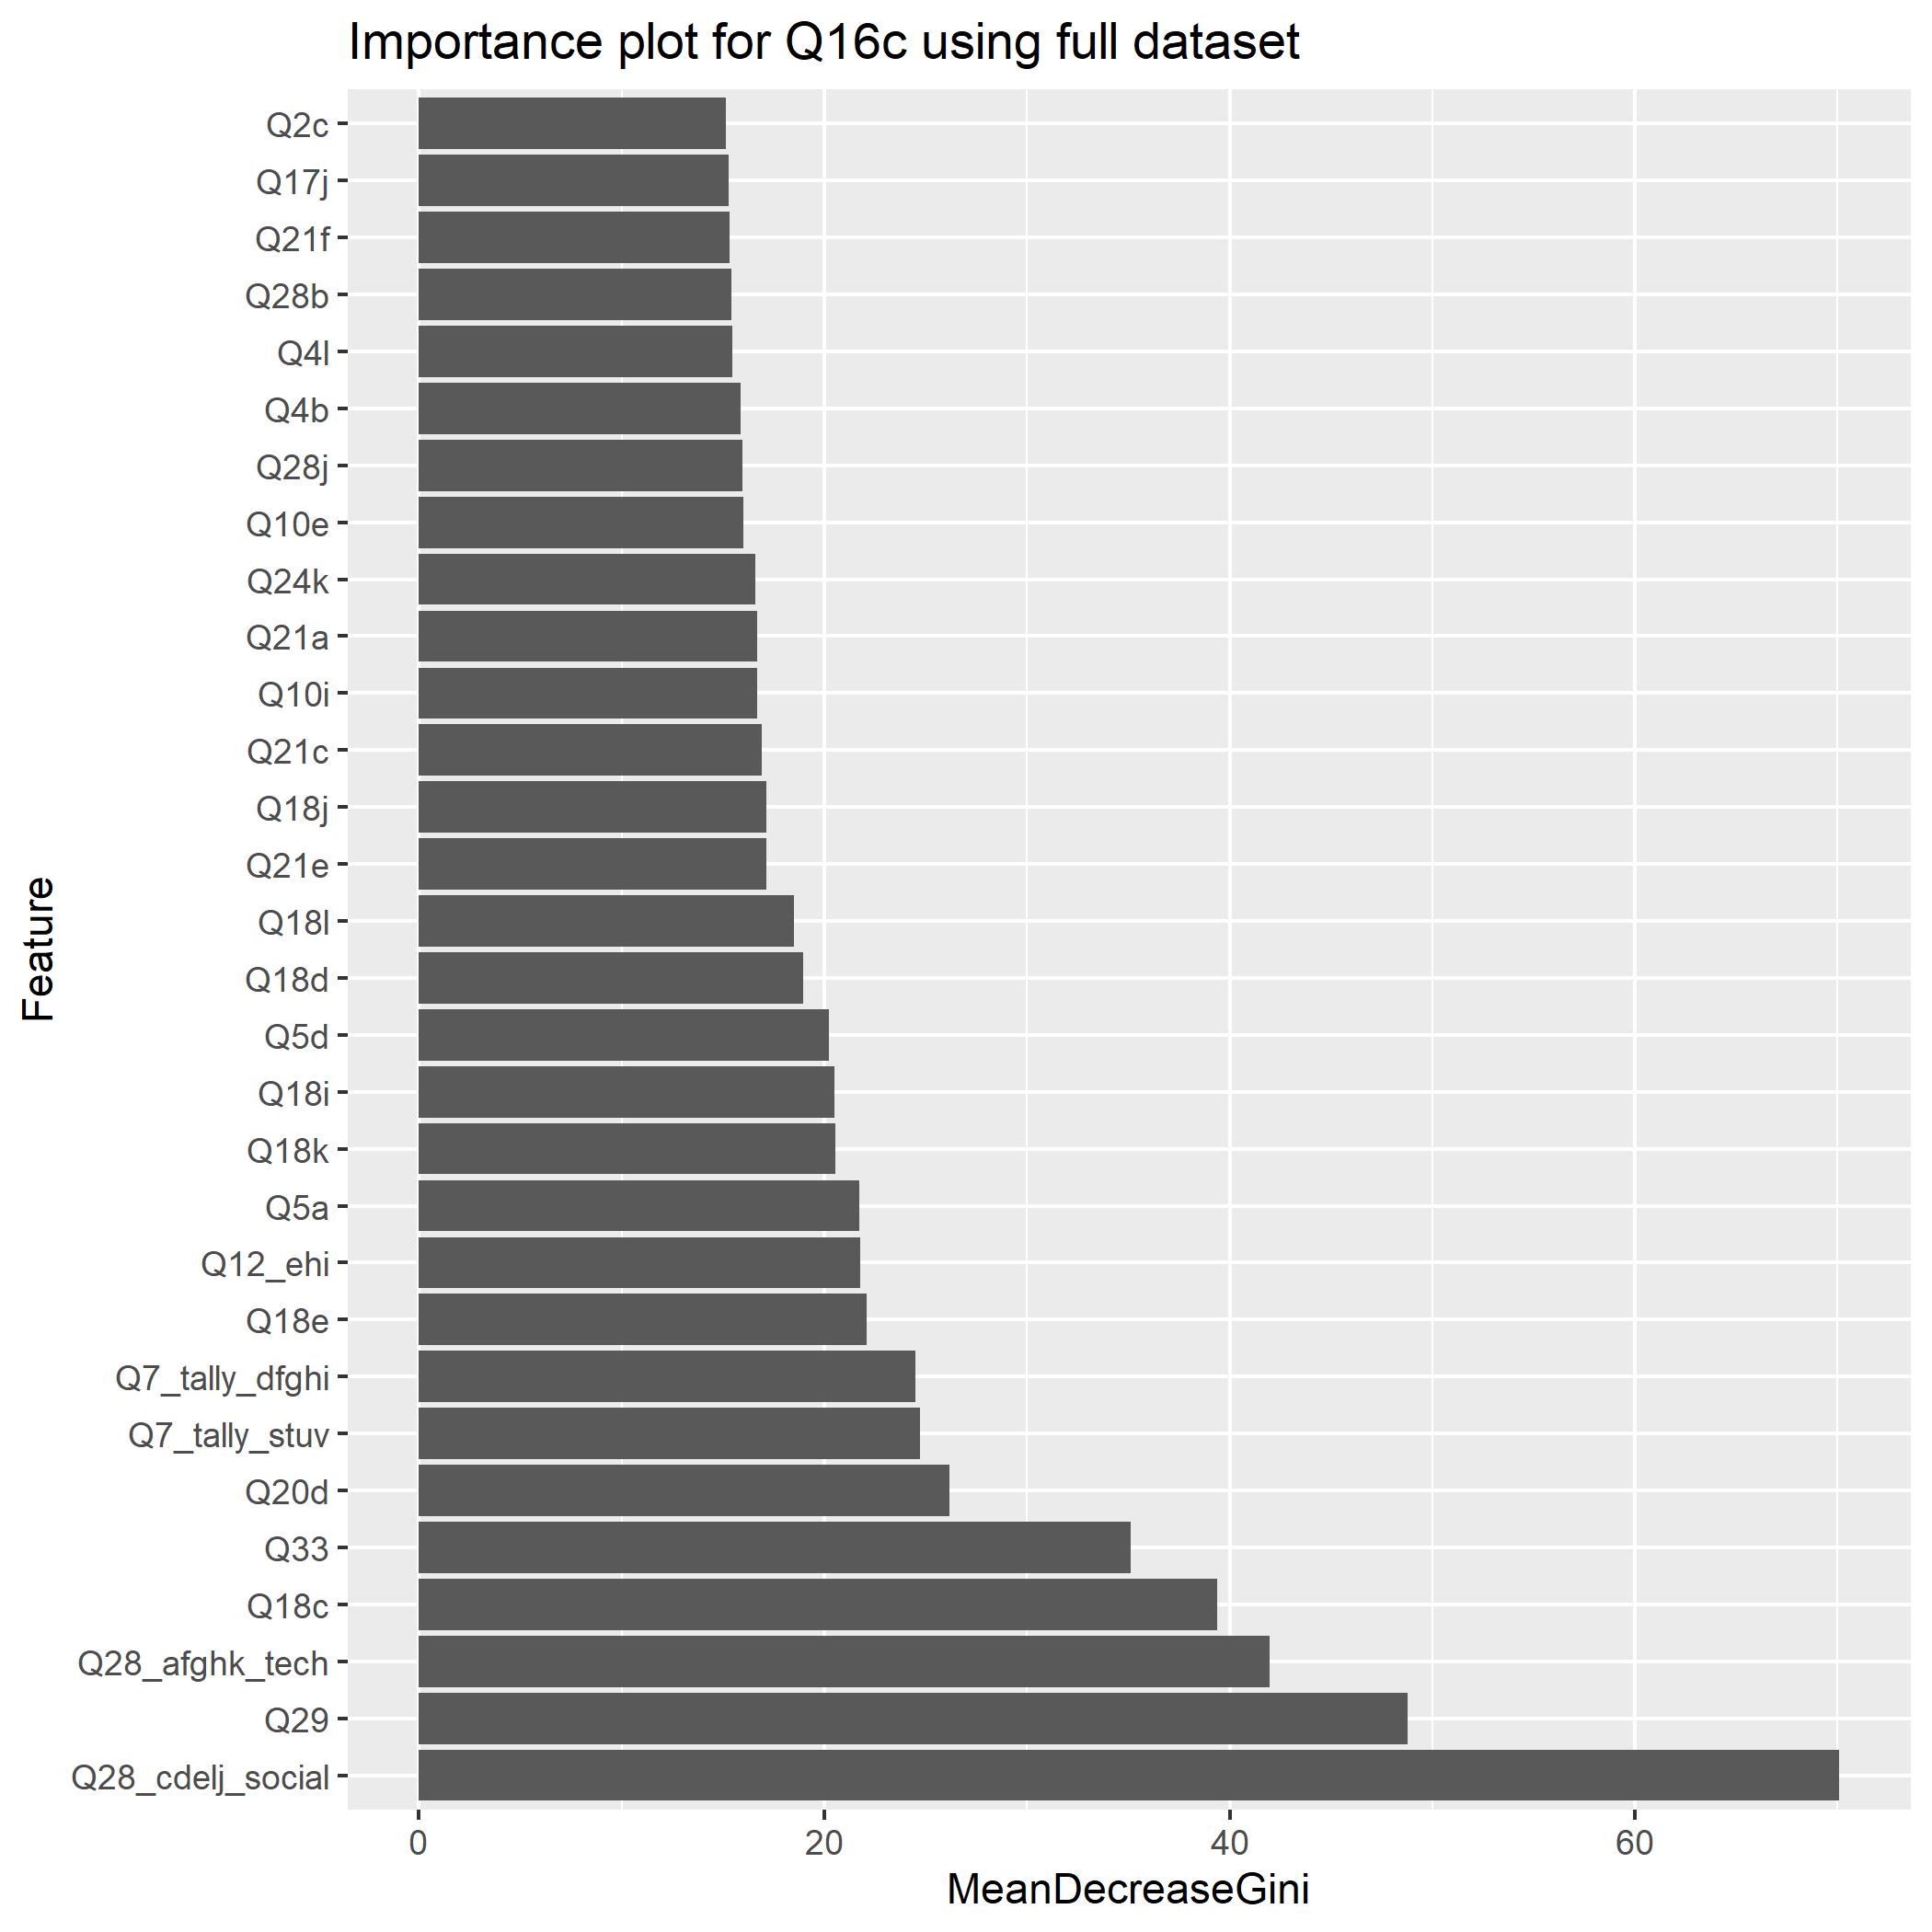 Importance plot for Q16c using full dataset
Q2c
Q17j
Q21f
Q28b
Q4l
Q4b
Q28j
Q10e
Q24k
Q21a
Q10i
Q21c
Q18j
Q21e
Q18l
Q18d
Q5d
Q18i
Q18k
Q5a
Q12_ehi
Q18e
Q7_tally_dfghi
Q7_tally_stuv
Q20d
Q33
Q18c
Q28_afghk_tech
Q29
Q28_cdelj_social
Feature
0 20 40 60
MeanDecreaseGini